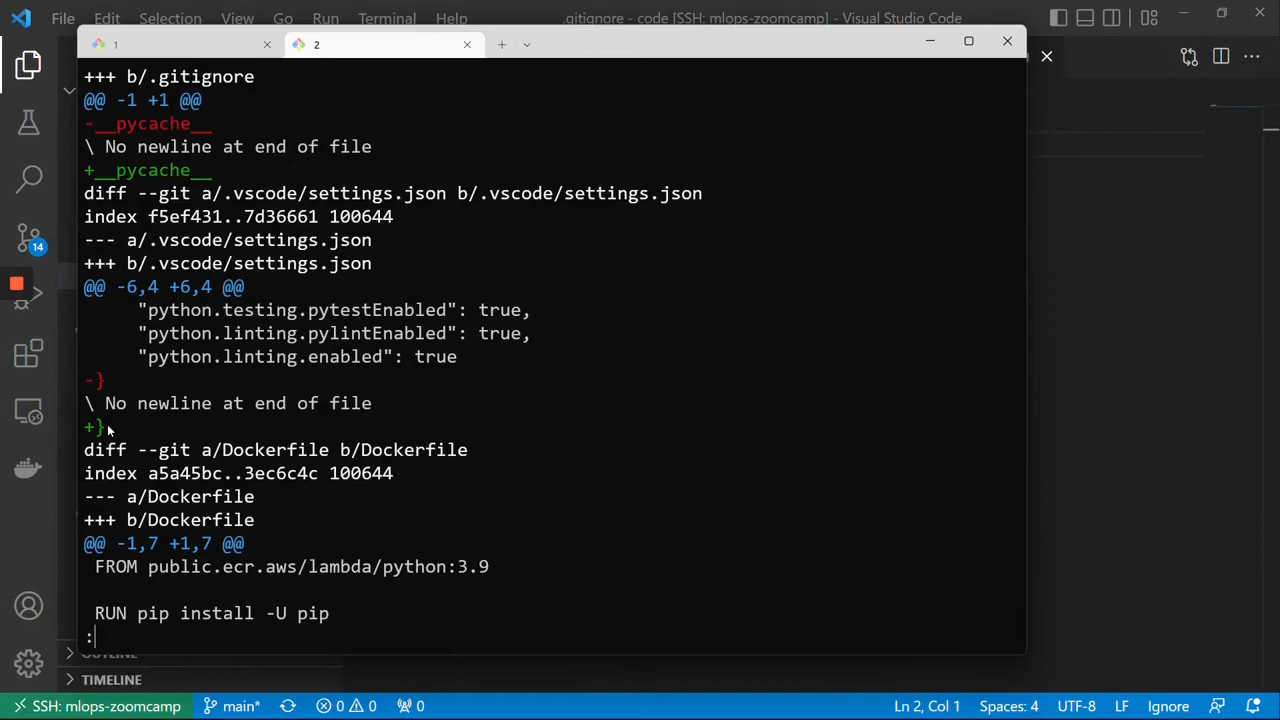 File Edit Selection View Go Run Terminal Help .gitignore - code [SSH: mlops-zoomcamp] - Visual Studio Code
1
2
+++ b/.gitignore
@@ -1 +1 @@
-__pycache__
\ No newline at end of file
+__pycache__
diff --git a/.vscode/settings.json b/.vscode/settings.json
index f5ef431..7d36661 100644
--- a/.vscode/settings.json
+++ b/.vscode/settings.json
@@ -6,4 +6,4 @@
"python.testing.pytestEnabled": true,
"python.linting.pylintEnabled": true,
"python.linting.enabled": true
-}
\ No newline at end of file
+}
diff --git a/Dockerfile b/Dockerfile
index a5a45bc..3ec6c4c 100644
--- a/Dockerfile
+++ b/Dockerfile
@@ -1,7 +1,7 @@
FROM public.ecr.aws/lambda/python:3.9
RUN pip install -U pip
:
14
OUTLINE
TIMELINE
SSH: mlops-zoomcamp main* 0 0 0 Ln 2, Col 1 Spaces: 4 UTF-8 LF Ignore